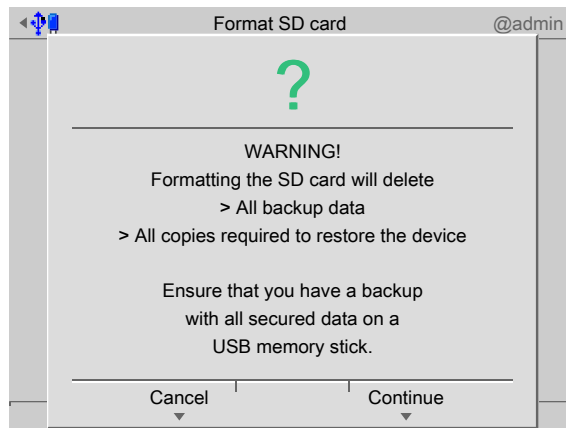 Format SD card @admin
?
WARNING!
Formatting the SD card will delete
> All backup data
> All copies required to restore the device
Ensure that you have a backup
with all secured data on a
USB memory stick.
Cancel Continue